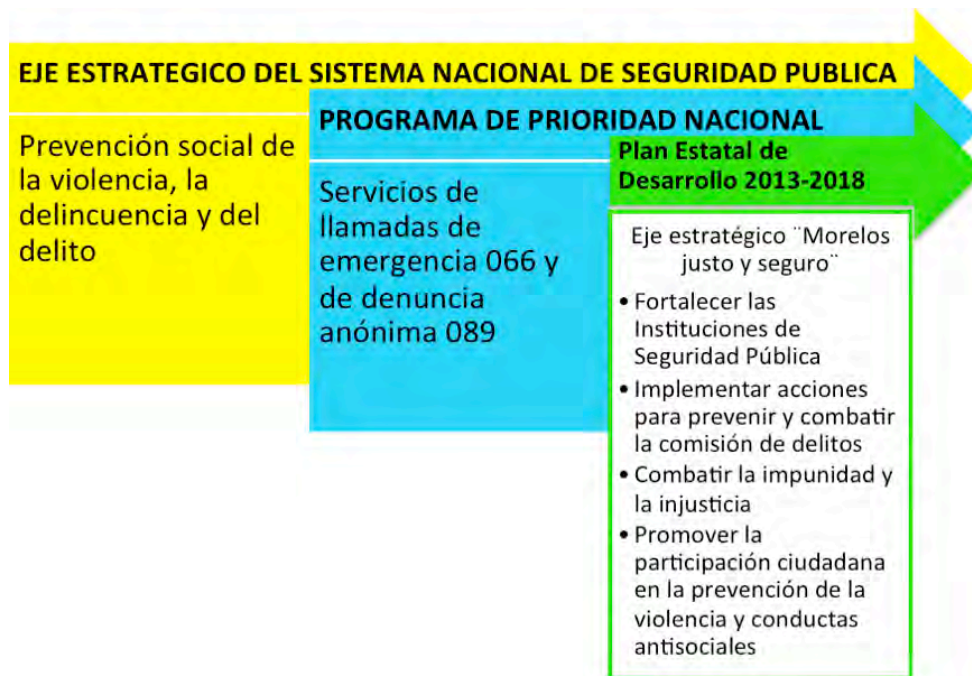 EJE ESTRATEGICO DEL SISTEMA NACIONAL DE SEGURIDAD PUBLICA
Prevención social de
la violencia, la
delincuencia y del
delito
PROGRAMA DE PRIORIDAD NACIONAL
Servicios de
llamadas de
emergencia 066 y
de denuncia
anónima 089
Plan Estatal de
Desarrollo 2013-2018
Eje estratégico ¨Morelos
justo y seguro¨
• Fortalecer las
Instituciones de
Seguridad Pública
• Implementar acciones
para prevenir y combatir
la comisión de delitos
• Combatir la impunidad y
la injusticia
• Promover la
participación ciudadana
en la prevención de la
violencia y conductas
antisociales